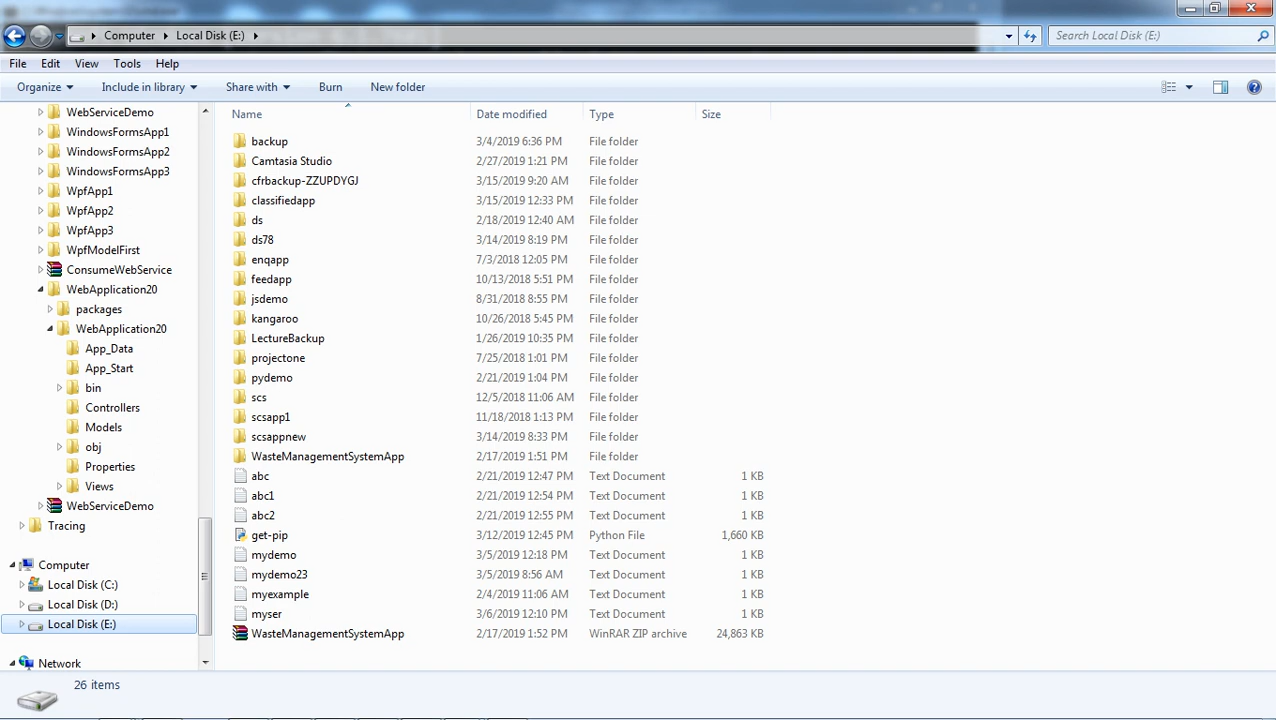 Computer Local Disk (E:) Search Local Disk (E:)
File Edit View Tools Help
Organize Include in library Share with Burn New folder
WebServiceDemo
WindowsFormsApp1
WindowsFormsApp2
WindowsFormsApp3
WpfApp1
WpfApp2
WpfApp3
WpfModelFirst
ConsumeWebService
WebApplication20
packages
WebApplication20
App_Data
App_Start
bin
Controllers
Models
obj
Properties
Views
WebServiceDemo
Tracing
Computer
Local Disk (C:)
Local Disk (D:)
Local Disk (E:)
Network
Name Date modified Type Size
backup 3/4/2019 6:36 PM File folder
Camtasia Studio 2/27/2019 1:21 PM File folder
cfrbackup-ZZUPDYGJ 3/15/2019 9:20 AM File folder
classifiedapp 3/15/2019 12:33 PM File folder
ds 2/18/2019 12:40 AM File folder
ds78 3/14/2019 8:19 PM File folder
enqapp 7/3/2018 12:05 PM File folder
feedapp 10/13/2018 5:51 PM File folder
jsdemo 8/31/2018 8:55 PM File folder
kangaroo 10/26/2018 5:45 PM File folder
LectureBackup 1/26/2019 10:35 PM File folder
projectone 7/25/2018 1:01 PM File folder
pydemo 2/21/2019 1:04 PM File folder
scs 12/5/2018 11:06 AM File folder
scsapp1 11/18/2018 1:13 PM File folder
scsappnew 3/14/2019 8:33 PM File folder
WasteManagementSystemApp 2/17/2019 1:51 PM File folder
abc 2/21/2019 12:47 PM Text Document 1 KB
abc1 2/21/2019 12:54 PM Text Document 1 KB
abc2 2/21/2019 12:55 PM Text Document 1 KB
get-pip 3/12/2019 12:45 PM Python File 1,660 KB
mydemo 3/5/2019 12:18 PM Text Document 1 KB
mydemo23 3/5/2019 8:56 AM Text Document 1 KB
myexample 2/4/2019 11:06 AM Text Document 1 KB
myser 3/6/2019 12:10 PM Text Document 1 KB
WasteManagementSystemApp 2/17/2019 1:52 PM WinRAR ZIP archive 24,863 KB
26 items